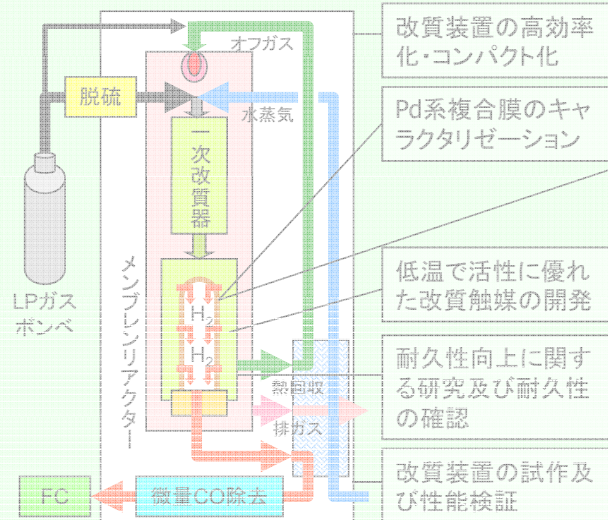 改質装置の高効率
化・コンパクト化
オフガス
脱硫
水蒸気
Pd系複合膜のキャ
ラクタリゼーション
一次改質器
メンブレンリアクター
LPガス
ボンベ
H2
H2
低温で活性に優れ
た改質触媒の開発
耐久性向上に関す
る研究及び耐久性
の確認
熱回収
排ガス
改質装置の試作及
び性能検証
FC
微量CO除去